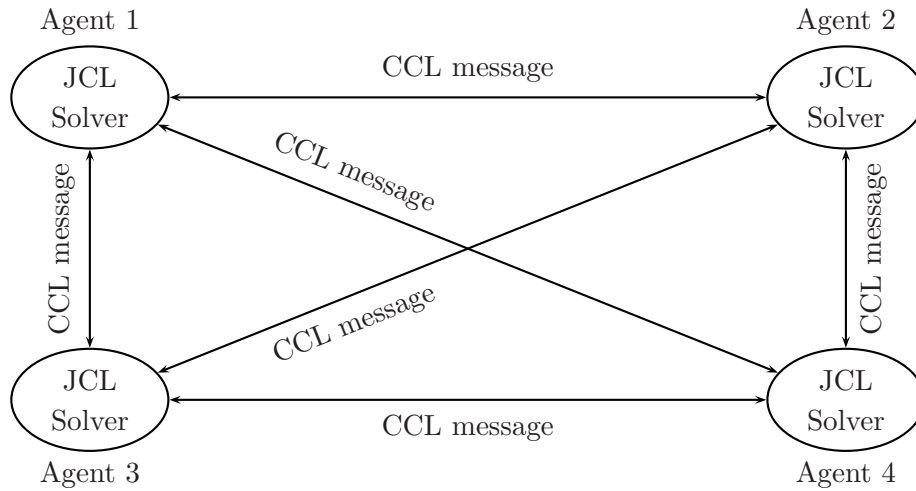 Agent 1
Agent 2
JCL
Solver
CCL message
JCL
Solver
CCL message
CCL message
CCL message
CCL message
JCL
Solver
CCL message
JCL
Solver
Agent 3
Agent 4